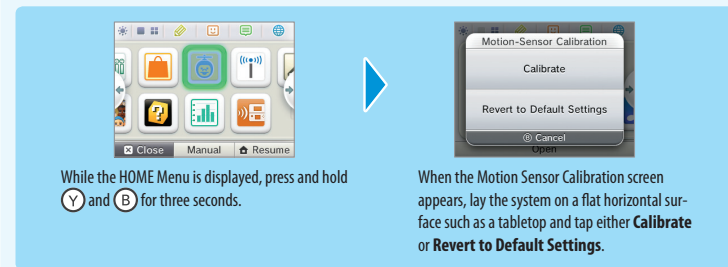 Close Manual Resume
While the HOME Menu is displayed, press and hold
Y and B for three seconds.
Motion-Sensor Calibration
Calibrate
Revert to Default Settings
B Cancel
Open
When the Motion Sensor Calibration screen
appears, lay the system on a flat horizontal sur-
face such as a tabletop and tap either Calibrate
or Revert to Default Settings.